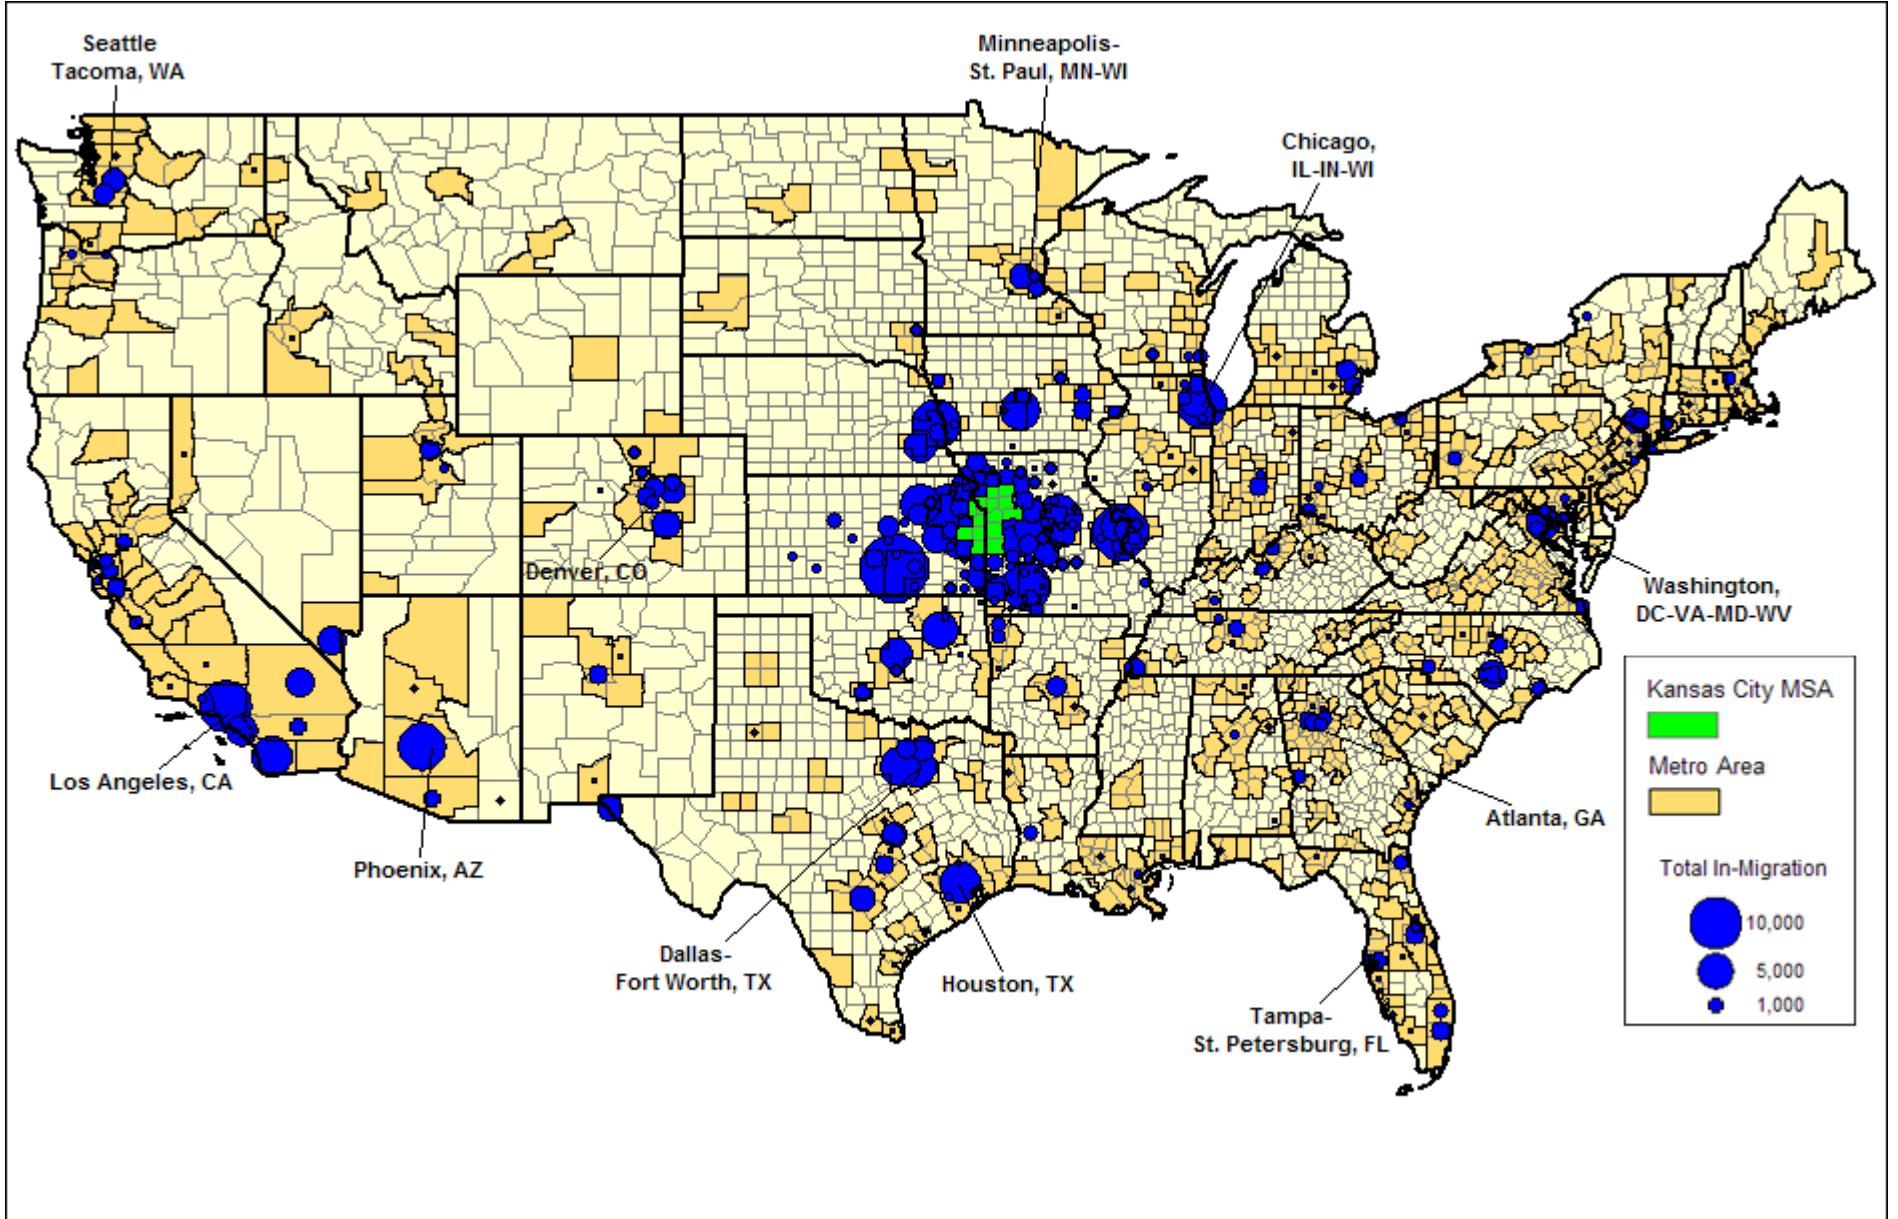 Seattle
Tacoma, WA
Minneapolis-
St. Paul, MN-WI
Chicago,
IL-IN-WI
Denver, CO
Washington,
DC-VA-MD-WV
Los Angeles, CA
Phoenix, AZ
Dallas-
Fort Worth, TX
Houston, TX
Atlanta, GA
Tampa-
St. Petersburg, FL
Kansas City MSA
Metro Area
Total In-Migration
10,000
5,000
1,000